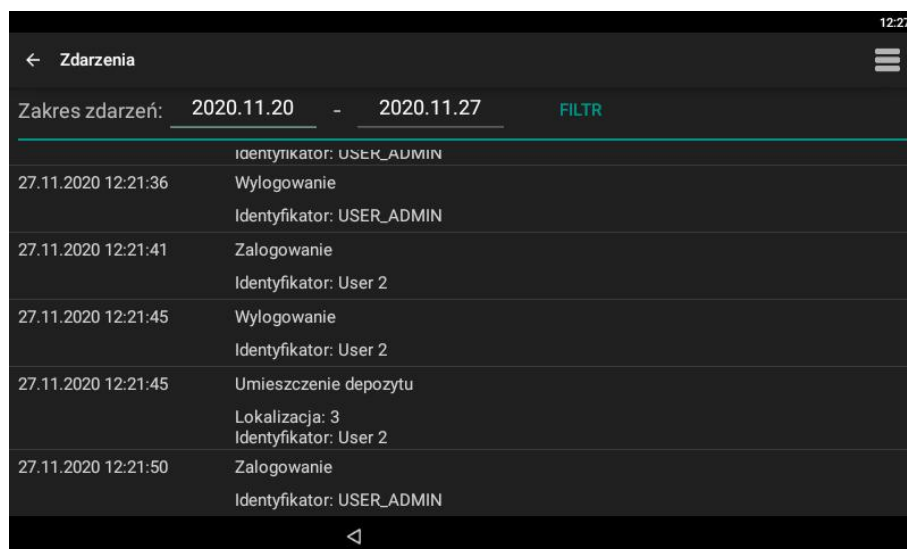 12:27
Zdarzenia
Zakres zdarzeń: 2020.11.20 - 2020.11.27 FILTR
Identyfikator: USER_ADMIN
27.11.2020 12:21:36 Wylogowanie
Identyfikator: USER_ADMIN
27.11.2020 12:21:41 Zalogowanie
Identyfikator: User 2
27.11.2020 12:21:45 Wylogowanie
Identyfikator: User 2
27.11.2020 12:21:45 Umieszczenie depozytu
Lokalizacja: 3
Identyfikator: User 2
27.11.2020 12:21:50 Zalogowanie
Identyfikator: USER_ADMIN